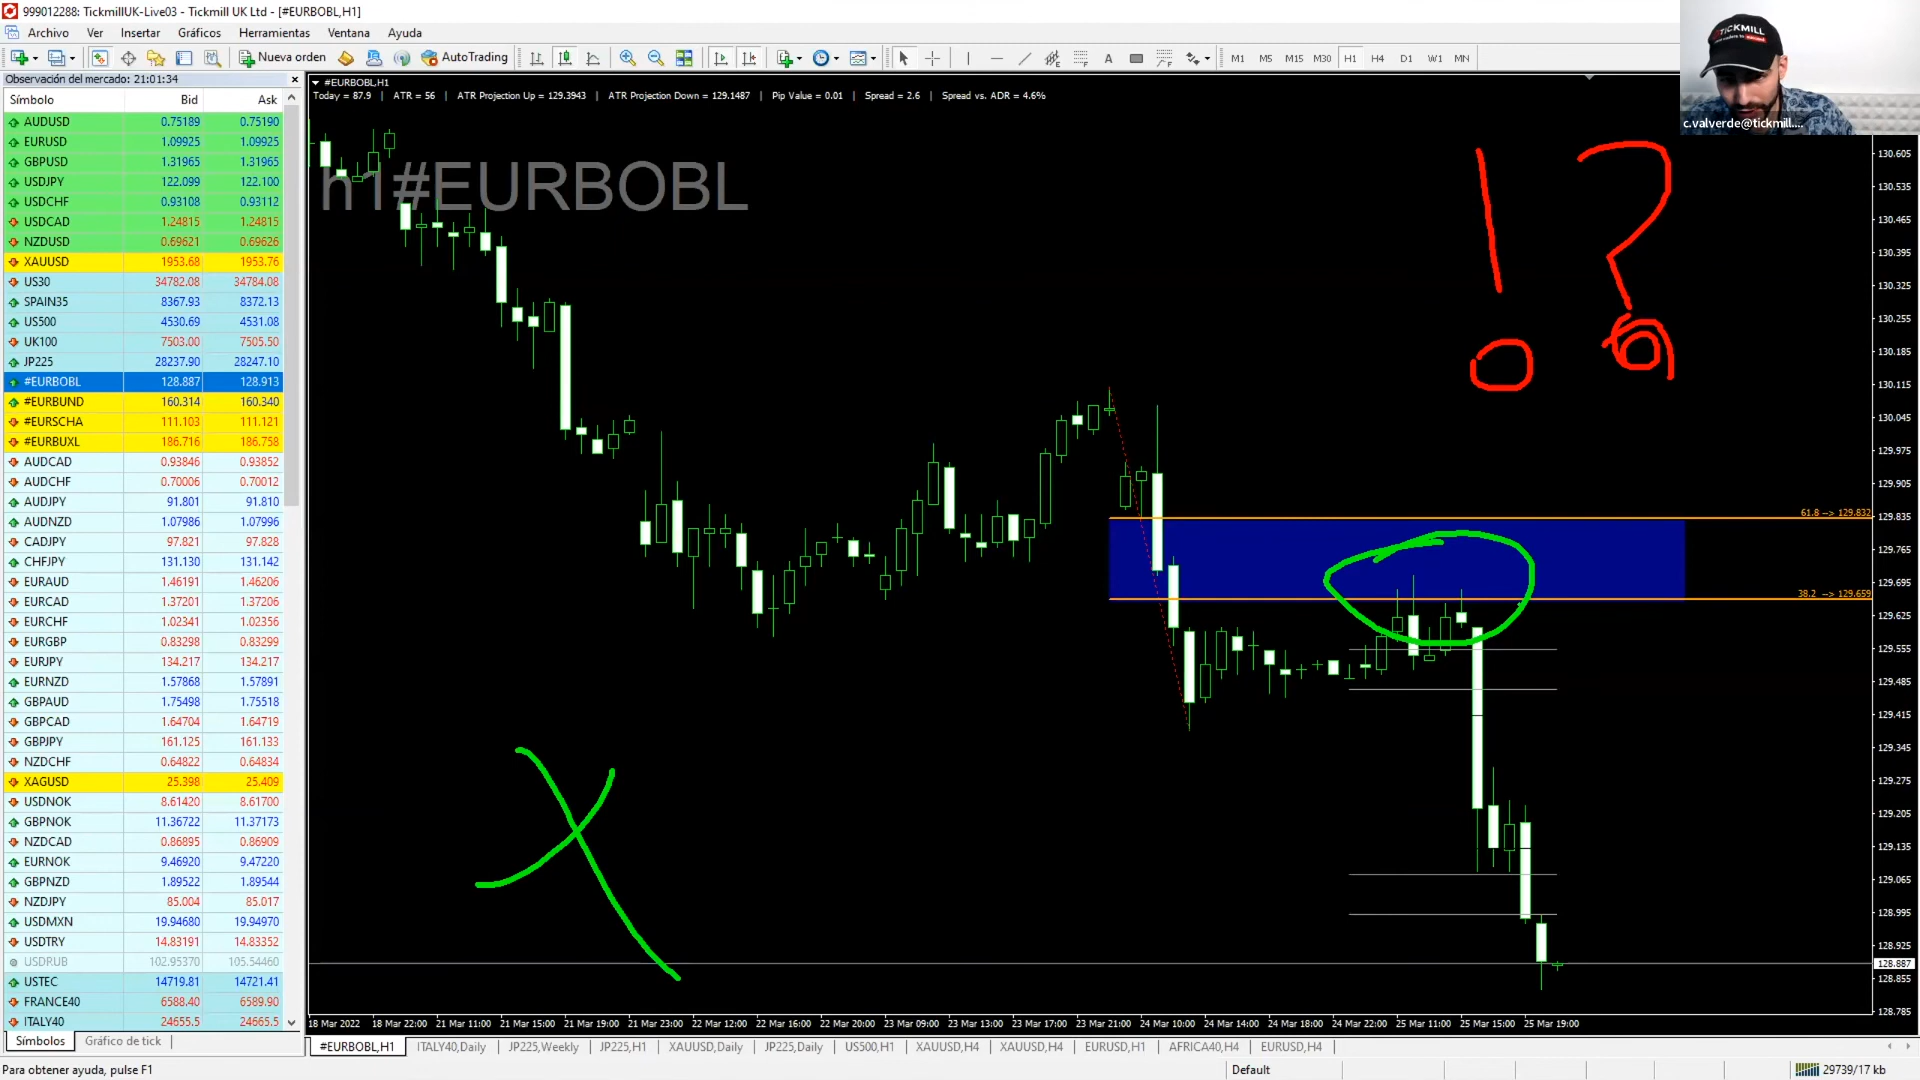 999012288: TickmillUK-Live03 - Tickmill UK Ltd - [#EURBOBL,H1]
Archivo Ver Insertar Gráficos Herramientas Ventana Ayuda
Nueva orden AutoTrading A M1 M5 M15 M30 H1 H4 D1 W1 MN
TICKMILL
c.valverde@tickmill....
Observación del mercado: 21:01:34
Símbolo Bid Ask
AUDUSD 0.75189 0.75190
EURUSD 1.09925 1.09925
GBPUSD 1.31965 1.31965
USDJPY 122.099 122.100
USDCHF 0.93108 0.93112
USDCAD 1.24815 1.24815
NZDUSD 0.69621 0.69626
XAUUSD 1953.68 1953.76
US30 34782.08 34784.08
SPAIN35 8367.93 8372.13
US500 4530.69 4531.08
UK100 7503.00 7505.50
JP225 28237.90 28247.10
#EURBOBL 128.887 128.913
#EURBUND 160.314 160.340
#EURSCHA 111.103 111.121
#EURBUXL 186.716 186.758
AUDCAD 0.93846 0.93852
AUDCHF 0.70006 0.70012
AUDJPY 91.801 91.810
AUDNZD 1.07986 1.07996
CADJPY 97.821 97.828
CHFJPY 131.130 131.142
EURAUD 1.46191 1.46206
EURCAD 1.37201 1.37206
EURCHF 1.02341 1.02356
EURGBP 0.83298 0.83299
EURJPY 134.217 134.217
EURNZD 1.57868 1.57891
GBPAUD 1.75498 1.75518
GBPCAD 1.64704 1.64719
GBPJPY 161.125 161.133
NZDCHF 0.64822 0.64834
XAGUSD 25.398 25.409
USDNOK 8.61420 8.61700
GBPNOK 11.36722 11.37173
NZDCAD 0.86895 0.86909
EURNOK 9.46920 9.47220
GBPNZD 1.89522 1.89544
NZDJPY 85.004 85.017
USDMXN 19.94680 19.94970
USDTRY 14.83191 14.83352
USDRUB 102.95370 105.54460
USTEC 14719.81 14721.41
FRANCE40 6588.40 6589.90
ITALY40 24655.5 24665.5
Símbolos Gráfico de tick
#EURBOBL,H1
Today = 87.9 | ATR = 56 | ATR Projection Up = 129.3943 | ATR Projection Down = 129.1487 | Pip Value = 0.01 | Spread = 2.6 | Spread vs. ADR = 4.6%
h1#EURBOBL
! ?
61.8 --> 129.832
38.2 --> 129.659
130.605
130.535
130.465
130.395
130.325
130.255
130.185
130.115
130.045
129.975
129.905
129.835
129.765
129.695
129.625
129.555
129.485
129.415
129.345
129.275
129.205
129.135
129.065
128.995
128.925
128.887
128.855
128.785
18 Mar 2022 18 Mar 22:00 21 Mar 11:00 21 Mar 15:00 21 Mar 19:00 21 Mar 23:00 22 Mar 12:00 22 Mar 16:00 22 Mar 20:00 23 Mar 09:00 23 Mar 13:00 23 Mar 17:00 23 Mar 21:00 24 Mar 10:00 24 Mar 14:00 24 Mar 18:00 24 Mar 22:00 25 Mar 11:00 25 Mar 15:00 25 Mar 19:00
#EURBOBL,H1 ITALY40,Daily JP225,Weekly JP225,H1 XAUUSD,Daily JP225,Daily US500,H1 XAUUSD,H4 XAUUSD,H4 EURUSD,H1 AFRICA40,H4 EURUSD,H4
Para obtener ayuda, pulse F1 Default 29739/17 kb